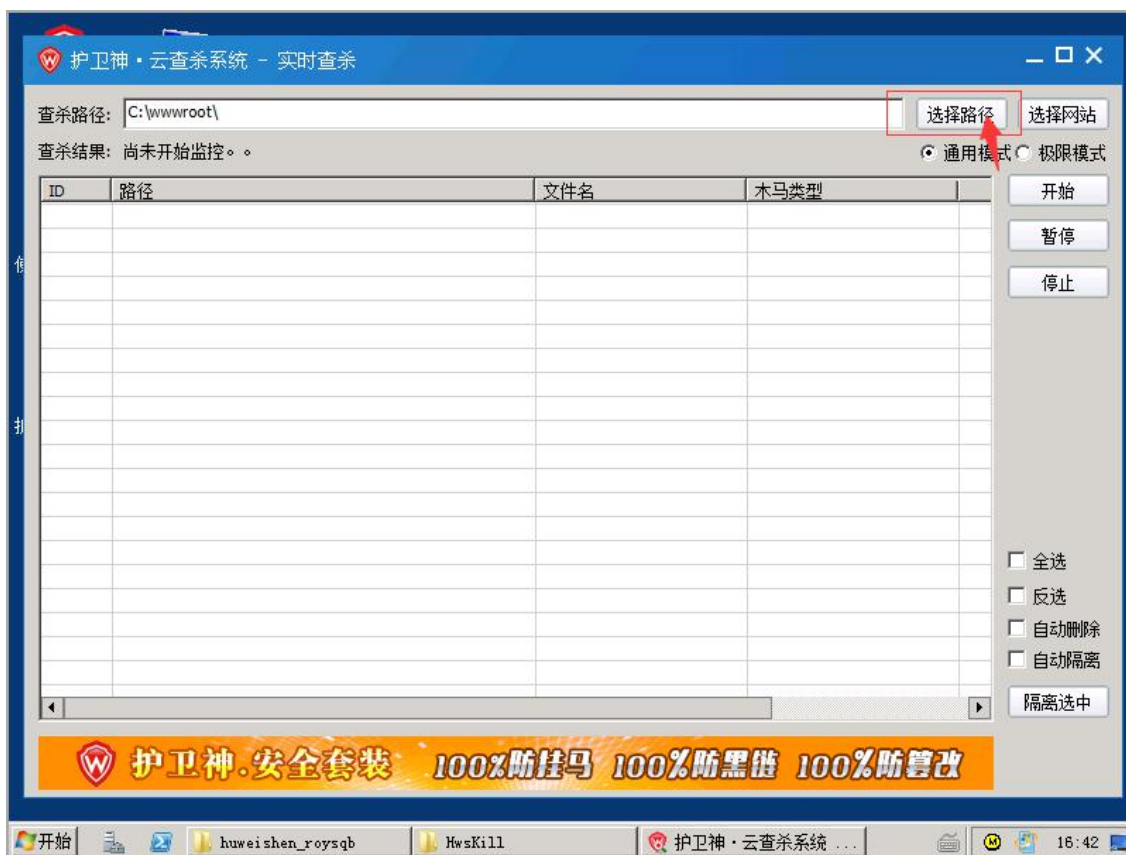 护卫神·云查杀系统 - 实时查杀
查杀路径: C:\wwwroot\ 选择路径 选择网站
查杀结果: 尚未开始监控。。 通用模式 极限模式
ID 路径 文件名 木马类型 开始
暂停
停止
全选
反选
自动删除
自动隔离
隔离选中
护卫神.安全套装 100%防挂马 100%防黑链 100%防篡改
开始 huweishen_roysqb HwsKill 护卫神·云查杀系统 ... 16:42